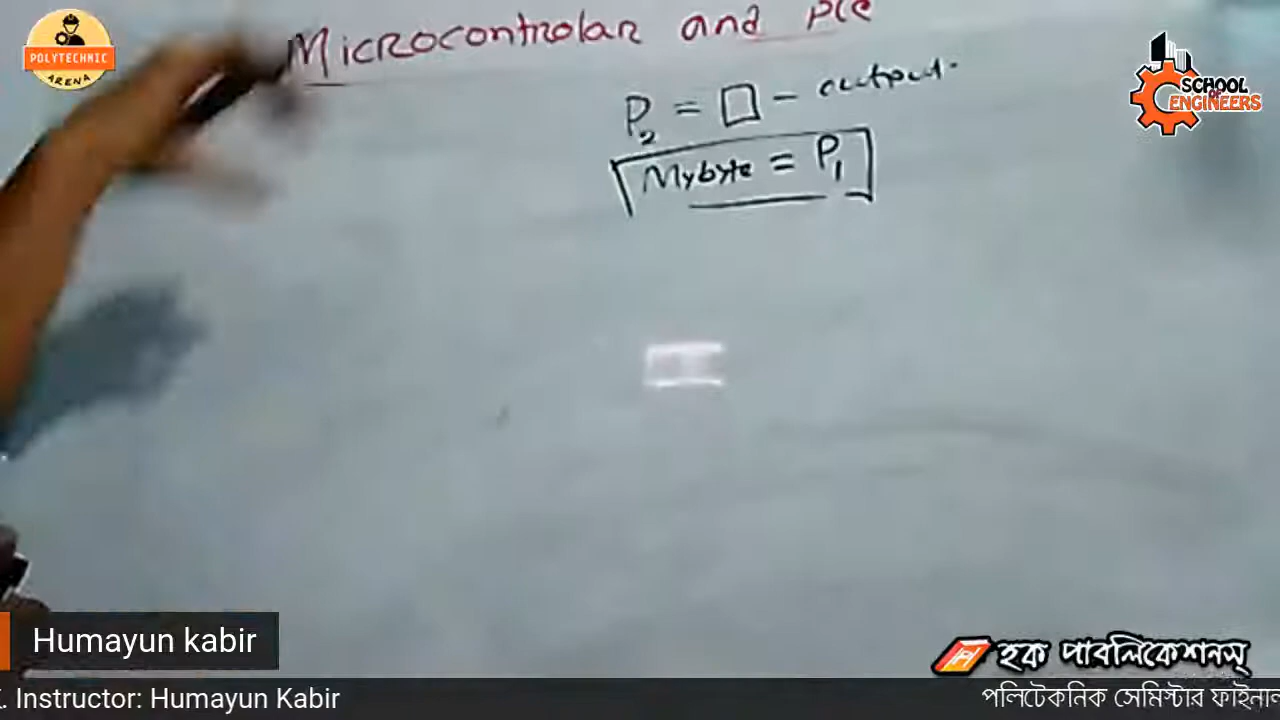 POLYTECHNIC
ARENA
Microcontrolar and PLC
SCHOOL
OF
ENGINEERS
P2 = □ - output.
Mybyte = P1
Humayun kabir
হক পাবলিকেশনস্
. Instructor: Humayun Kabir
পলিটেকনিক সেমিস্টার ফাইনাল